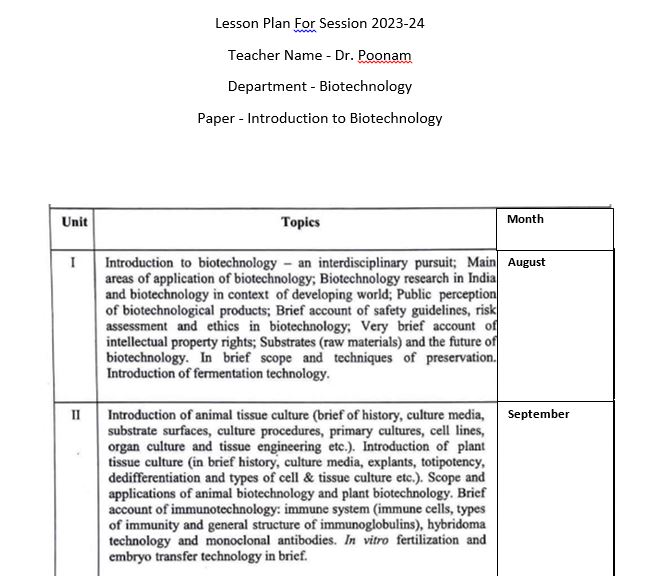 Lesson Plan For Session 2023-24
Teacher Name - Dr. Poonam
Department - Biotechnology
Paper - Introduction to Biotechnology
Unit Topics Month
I Introduction to biotechnology – an interdisciplinary pursuit; Main August
areas of application of biotechnology; Biotechnology research in India
and biotechnology in context of developing world; Public perception
of biotechnological products; Brief account of safety guidelines, risk
assessment and ethics in biotechnology; Very brief account of
intellectual property rights; Substrates (raw materials) and the future of
biotechnology. In brief scope and techniques of preservation.
Introduction of fermentation technology.
II Introduction of animal tissue culture (brief of history, culture media, September
substrate surfaces, culture procedures, primary cultures, cell lines,
organ culture and tissue engineering etc.). Introduction of plant
tissue culture (in brief history, culture media, explants, totipotency,
dedifferentiation and types of cell & tissue culture etc.). Scope and
applications of animal biotechnology and plant biotechnology. Brief
account of immunotechnology: immune system (immune cells, types
of immunity and general structure of immunoglobulins), hybridoma
technology and monoclonal antibodies. In vitro fertilization and
embryo transfer technology in brief.